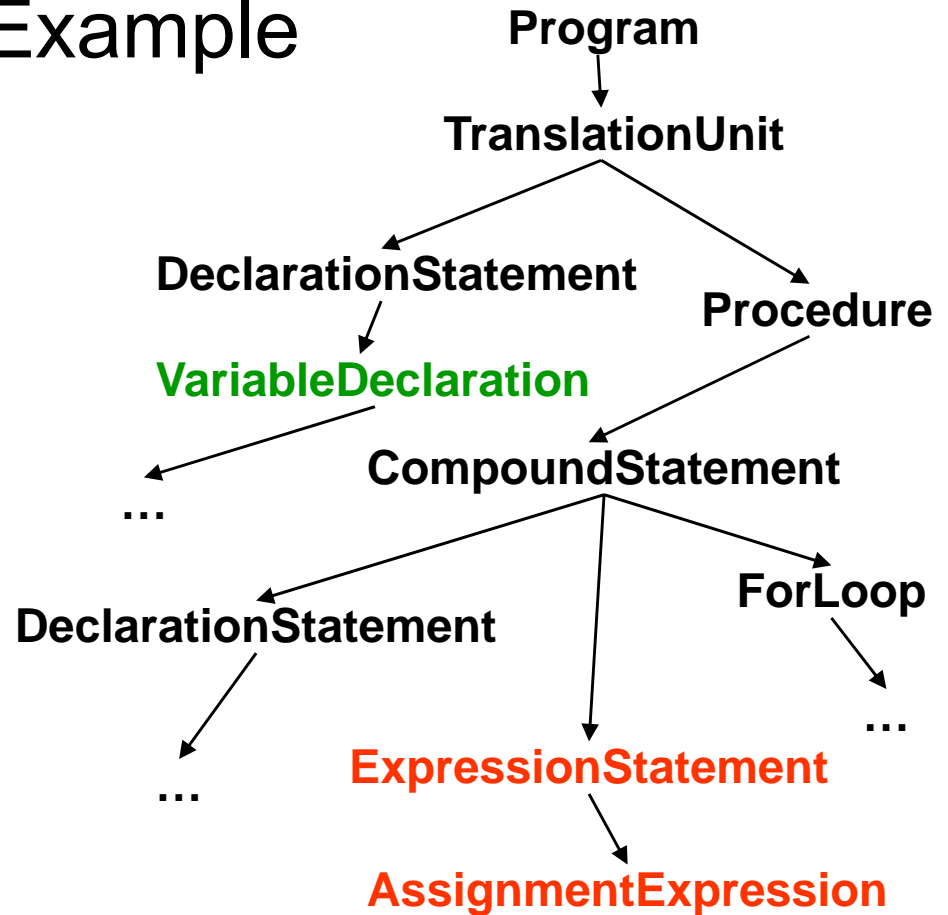 Example
Program
TranslationUnit
DeclarationStatement
Procedure
VariableDeclaration
CompoundStatement
…
ForLoop
DeclarationStatement
…
ExpressionStatement
…
AssignmentExpression